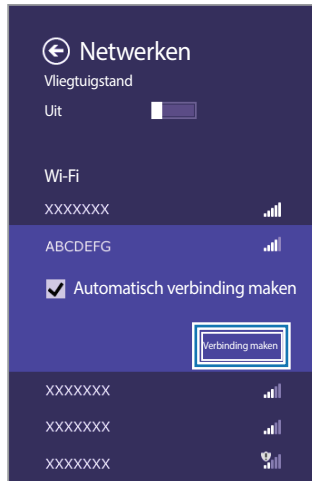 Netwerken
Vliegtuigstand
Uit
Wi-Fi
XXXXXXX
ABCDEFG
Automatisch verbinding maken
Verbinding maken
XXXXXXX
XXXXXXX
XXXXXXX